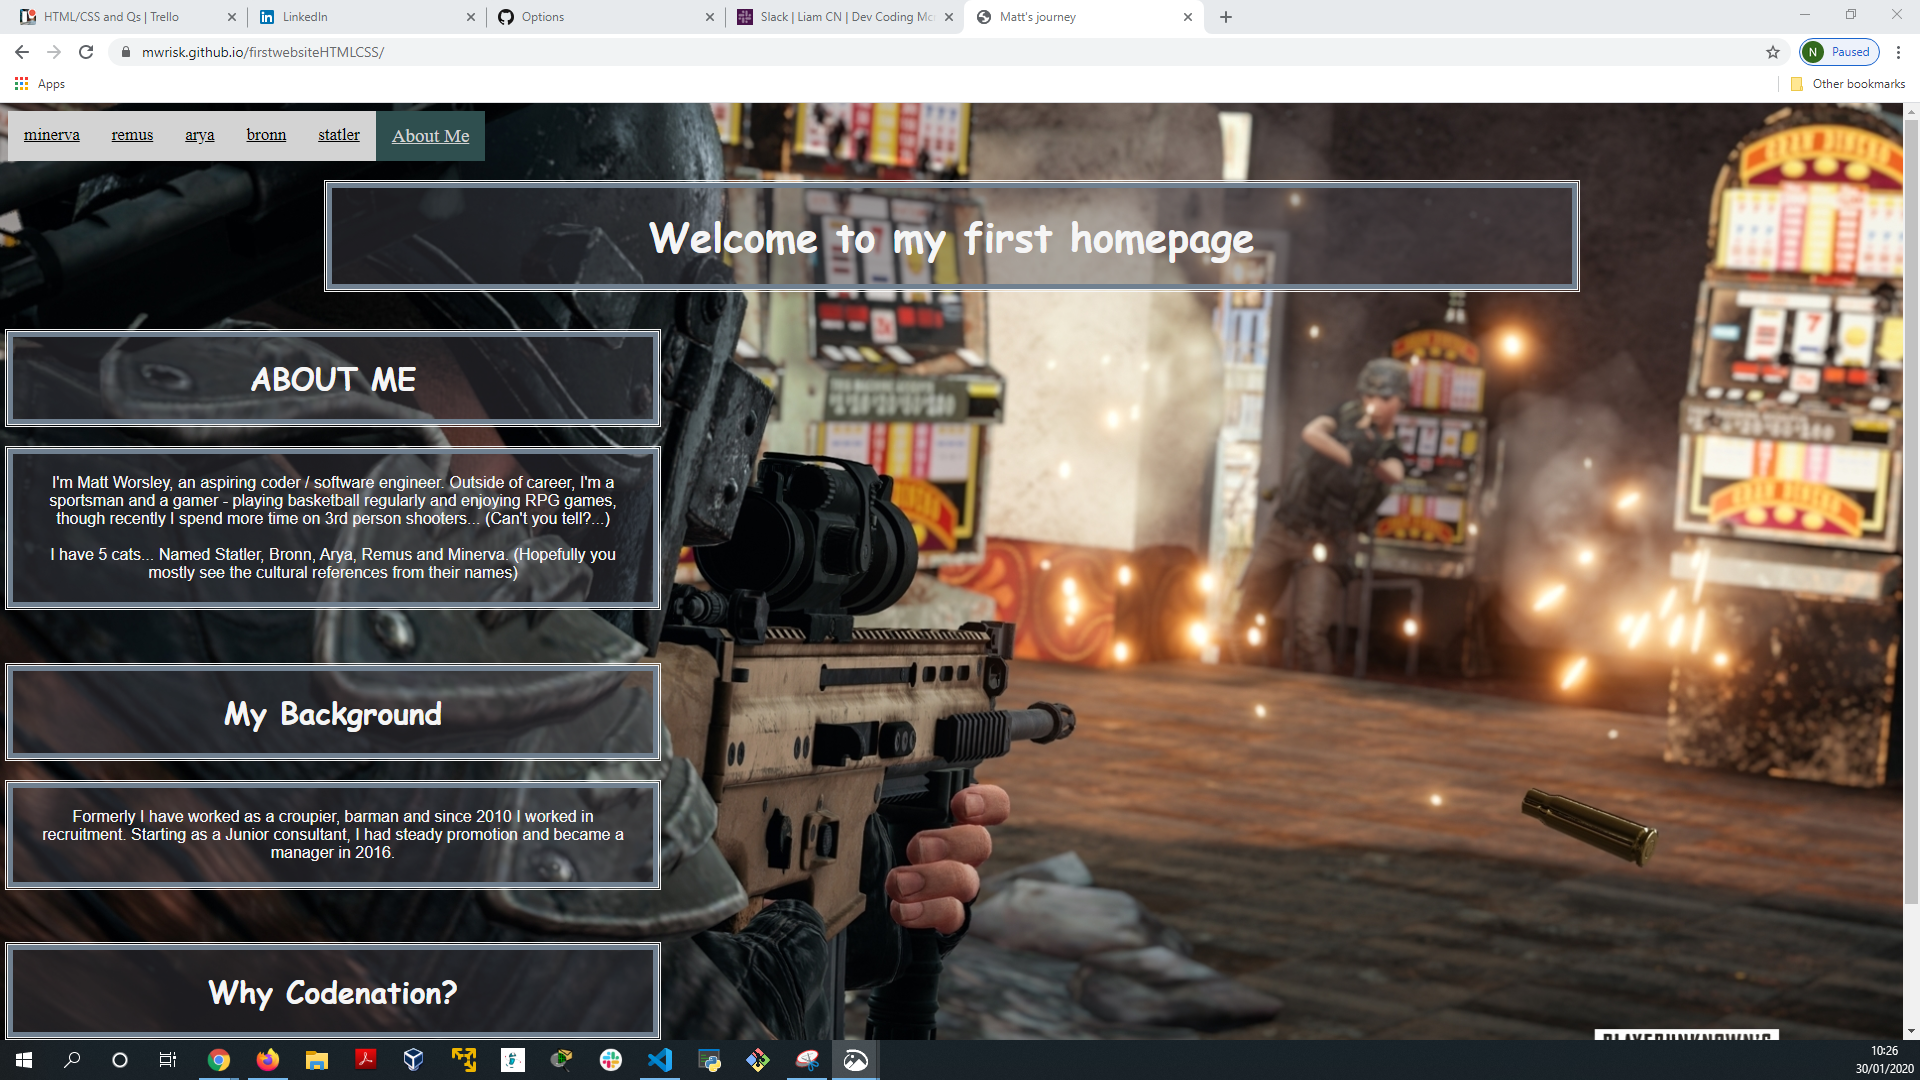 HTML/CSS and Qs | Trello
LinkedIn
Options
Slack | Liam CN | Dev Coding Mc
Matt's journey
mwrisk.github.io/firstwebsiteHTMLCSS/
N
Paused
Apps
Other bookmarks
minerva
remus
arya
bronn
statler
About Me
Welcome to my first homepage
ABOUT ME
I'm Matt Worsley, an aspiring coder / software engineer. Outside of career, I'm a
sportsman and a gamer - playing basketball regularly and enjoying RPG games,
though recently I spend more time on 3rd person shooters... (Can't you tell?...)
I have 5 cats... Named Statler, Bronn, Arya, Remus and Minerva. (Hopefully you
mostly see the cultural references from their names)
My Background
Formerly I have worked as a croupier, barman and since 2010 I worked in
recruitment. Starting as a Junior consultant, I had steady promotion and became a
manager in 2016.
Why Codenation?
PLAYERUNKNOWN'S
10:26
30/01/2020